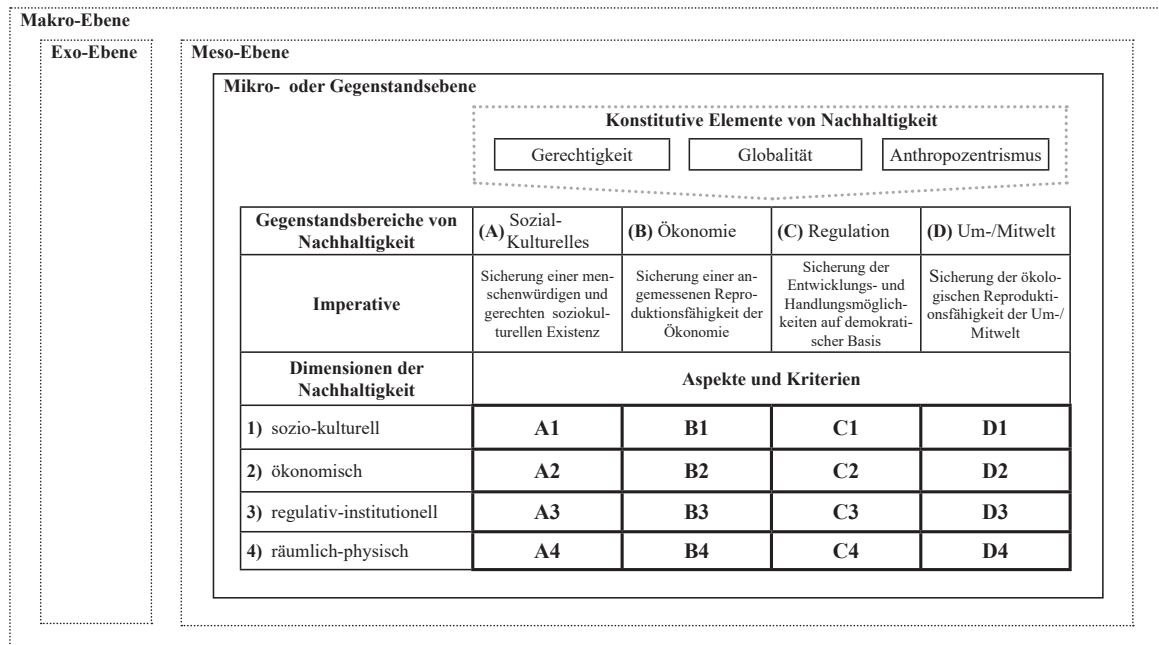 Makro-Ebene
Exo-Ebene
Meso-Ebene
Mikro- oder Gegenstandsebene
Konstitutive Elemente von Nachhaltigkeit
Gerechtigkeit
Globalität
Anthropozentrismus
Gegenstandsbereiche von
Nachhaltigkeit
(A) Sozial-
Kulturelles
(B) Ökonomie
(C) Regulation
(D) Um-/Mitwelt
Imperative
Sicherung einer men-
schenwürdigen und
gerechten soziokul-
turellen Existenz
Sicherung einer an-
gemessenen Repro-
duktionsfähigkeit der
Ökonomie
Sicherung der
Entwicklungs- und
Handlungsmöglich-
keiten auf demokrati-
scher Basis
Sicherung der ökolo-
gischen Reprodukti-
onsfähigkeit der Um-/
Mitwelt
Dimensionen der
Nachhaltigkeit
Aspekte und Kriterien
1) sozio-kulturell
A1
B1
C1
D1
2) ökonomisch
A2
B2
C2
D2
3) regulativ-institutionell
A3
B3
C3
D3
4) räumlich-physisch
A4
B4
C4
D4